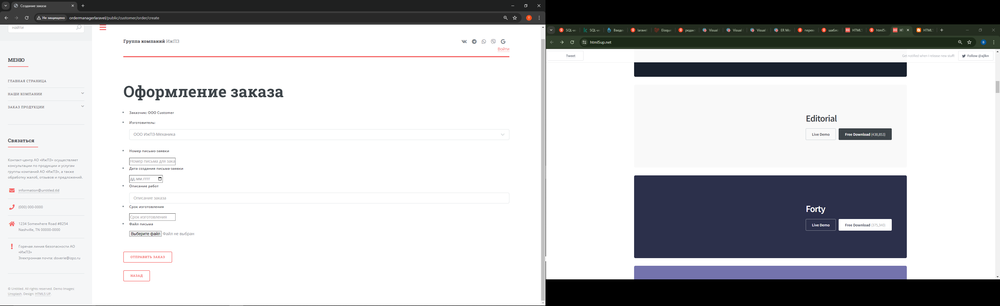 Создание заказа
Не защищено
ordermanagerlaravel/public/customer/order/create
T
найти
МЕНЮ
ГЛАВНАЯ СТРАНИЦА
НАШИ КОМПАНИИ
ЗАКАЗ ПРОДУКЦИИ
Связаться
Контакт-центр АО «ИжПЗ» осуществляет
консультации по продукции и услугам
группы компаний АО «ИжПЗ», а также
обработку жалоб, отзывов и предложений.
information@untitled.tld
(000) 000-0000
1234 Somewhere Road #8254
Nashville, TN 00000-0000
Горячая линия безопасности АО
«ИжПЗ»
Электронная почта: doverie@izpz.ru
© Untitled. All rights reserved. Demo Images:
Unsplash. Design: HTML5 UP.
Группа компаний ИжПЗ
Войти
Оформление заказа
Заказчик: ООО Customer
Изготовитель:
ООО ИжПЗ-Механика
Номер письмо-заявки
Номер письма для зака
Дата создания письма-заявки
дд.мм.гггг
Описание работ
Описание заказа
Срок изготовления
Срок изготовления
Файл письма
Выберите файл Файл не выбран
ОТПРАВИТЬ ЗАКАЗ
НАЗАД
SQL-и
SQL-и
Введе
laravel
Eloque
редакт
Visual
Visual
Visual
ER Mo
перев
шабло
HTML5
html5u
HT
HTML5
html5up.net
B
Tweet
Get notified when I release new stuff!
Follow @ajlkn
Editorial
Live Demo
Free Download (438,853)
Forty
Live Demo
Free Download (375,340)